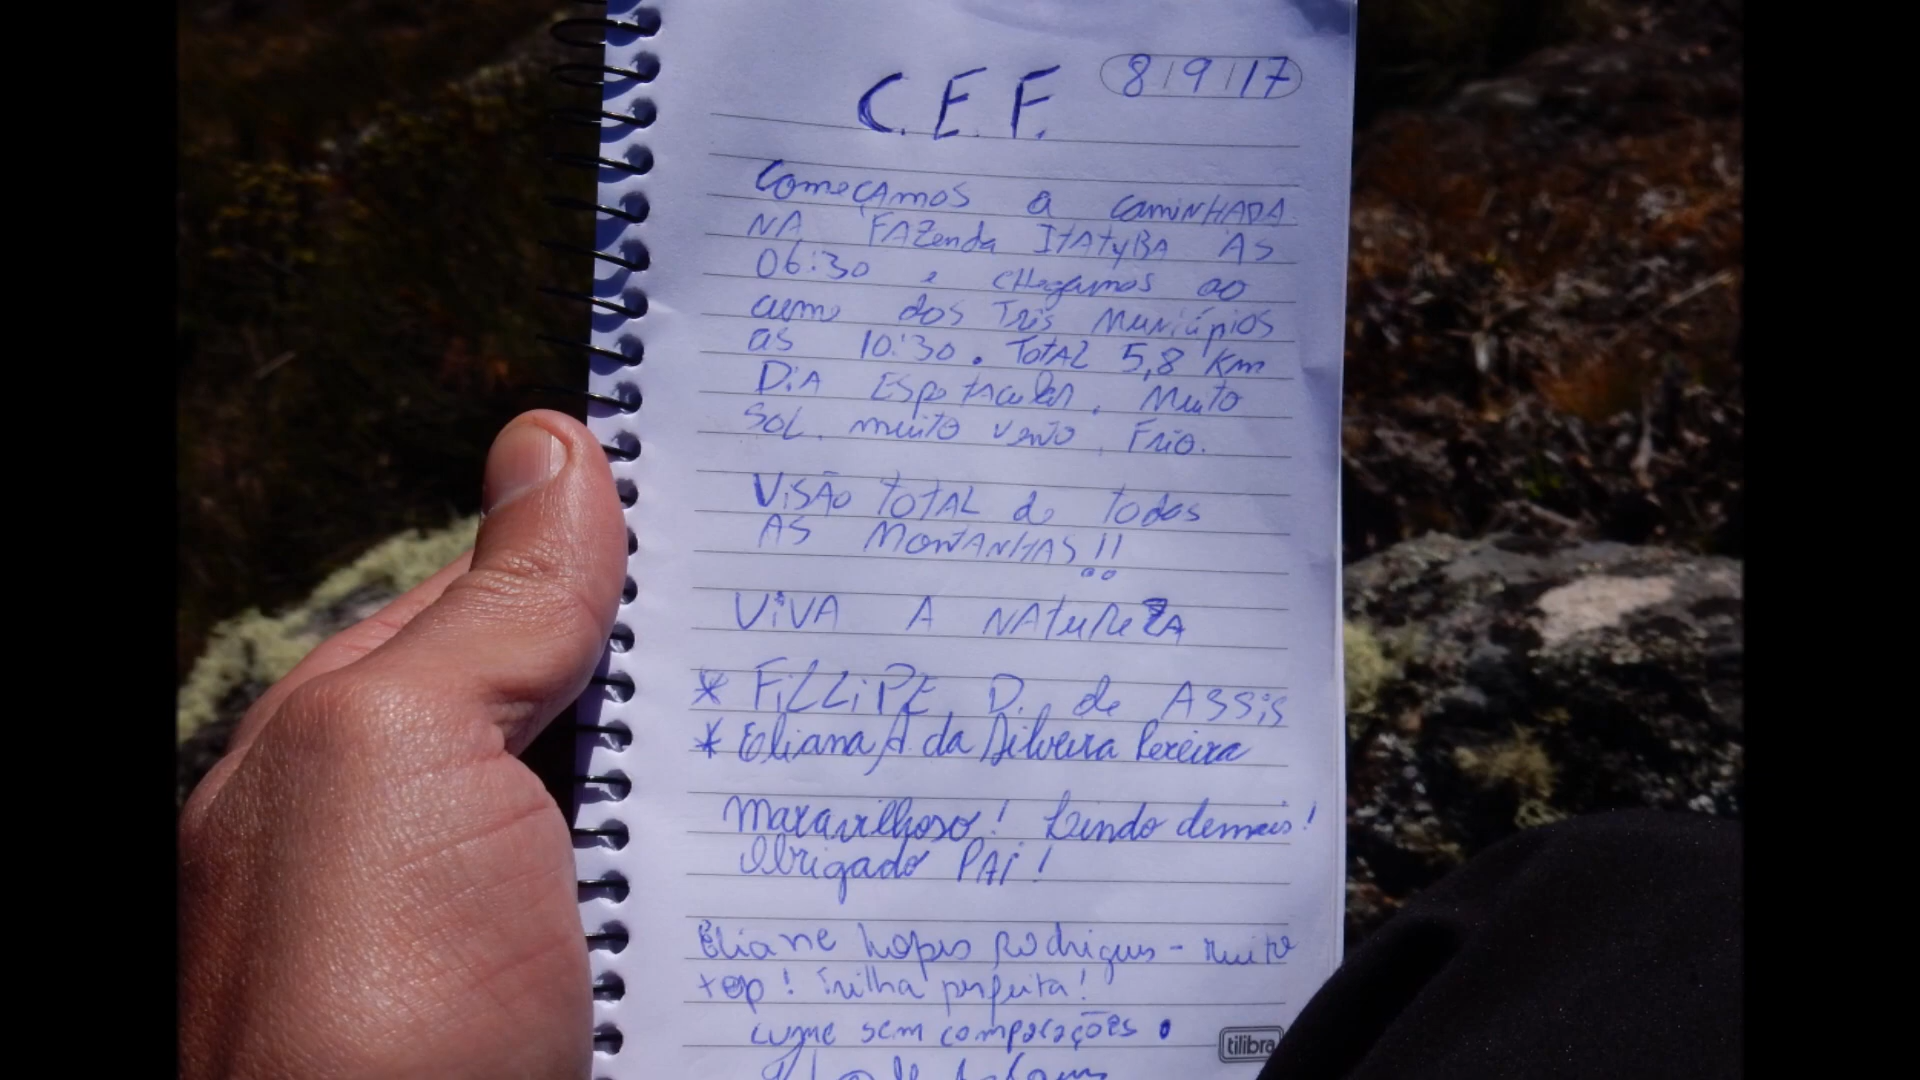 8/9/17
C.E.F.
Começamos a caminhada
na Fazenda Itatyba as
06:30 e chegamos ao
cume dos Três Municípios
as 10:30. Total 5,8 Km
Dia Espetacular. Muito
Sol. muito vento. Frio.
Visão total de todas
as Montanhas!!
Viva a Natureza
* Fillipe D. de Assis
* Eliana A. da Silveira Pereira
Maravilhoso! Lindo demais!
Obrigado PAi!
Eliane Lopes Rodrigues - muito
top! Trilha perfeita!
cume sem comparações.
tilibra